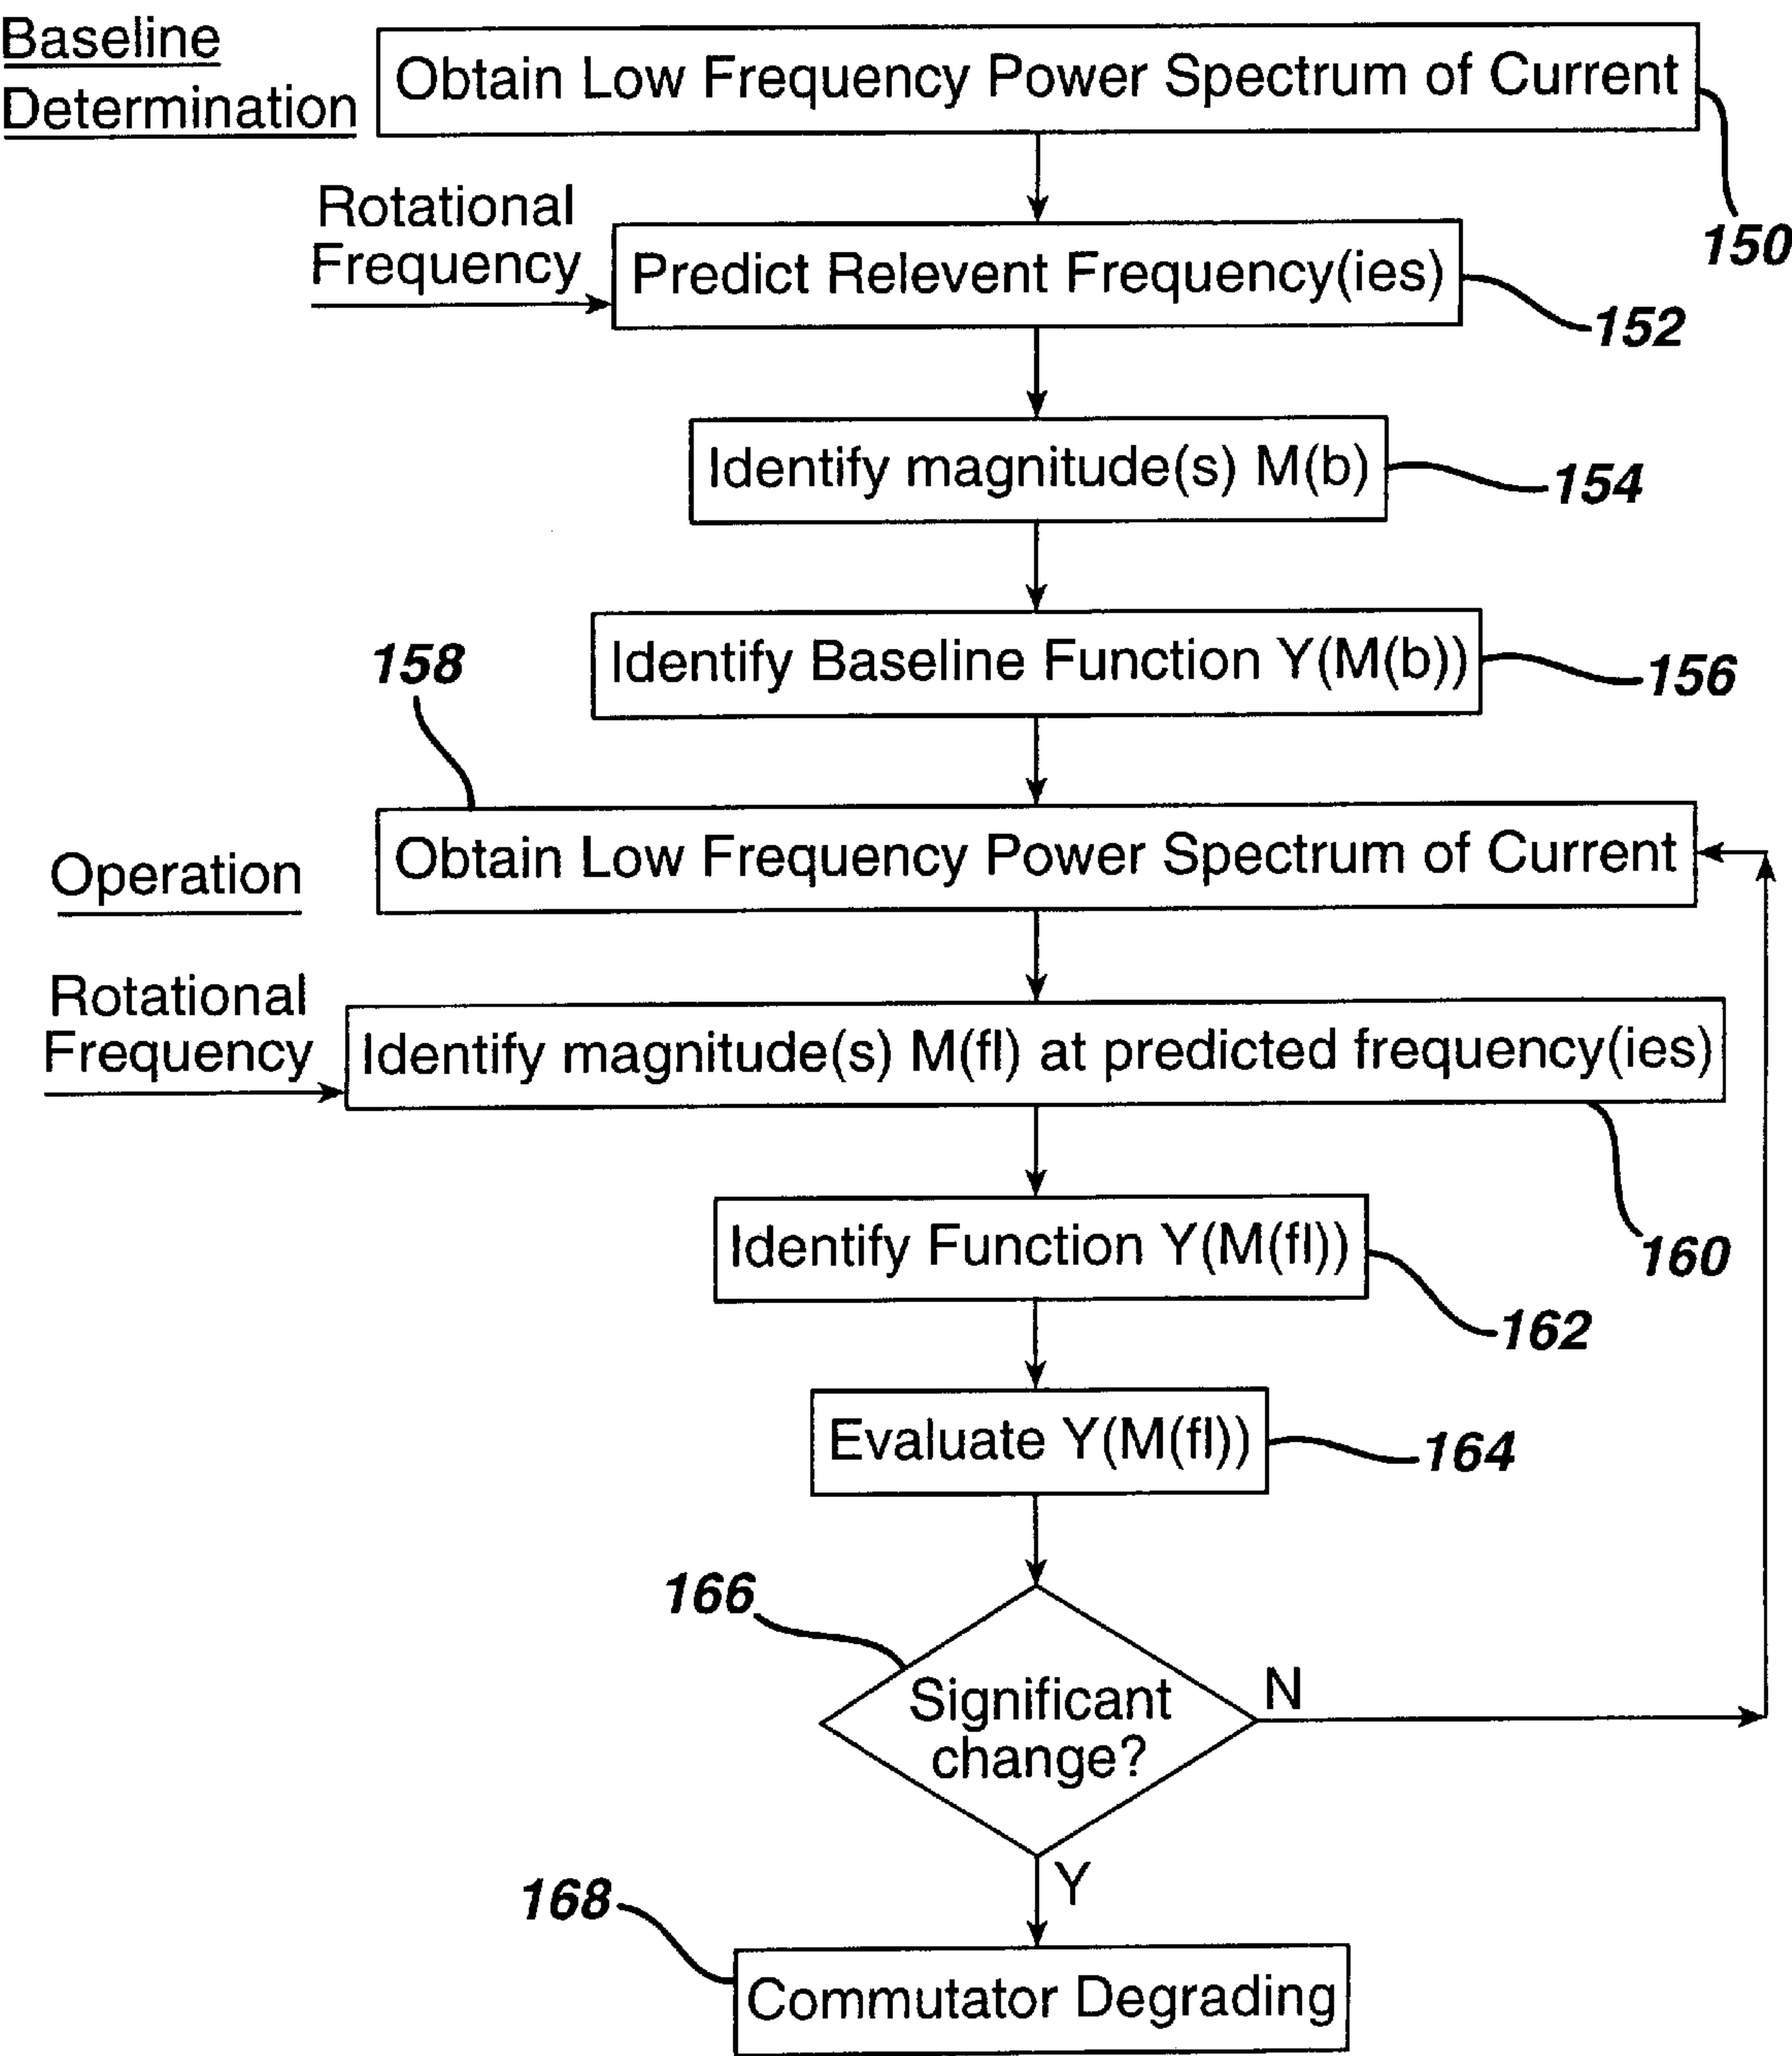 Baseline
Determination
Obtain Low Frequency Power Spectrum of Current
150
Rotational
Frequency
Predict Relevent Frequency(ies)
152
Identify magnitude(s) M(b)
154
Identify Baseline Function Y(M(b))
156
158
Obtain Low Frequency Power Spectrum of Current
Operation
Rotational
Frequency
Identify magnitude(s) M(fl) at predicted frequency(ies)
160
Identify Function Y(M(fl))
162
Evaluate Y(M(fl))
164
166
Significant
change?
N
Y
168
Commutator Degrading